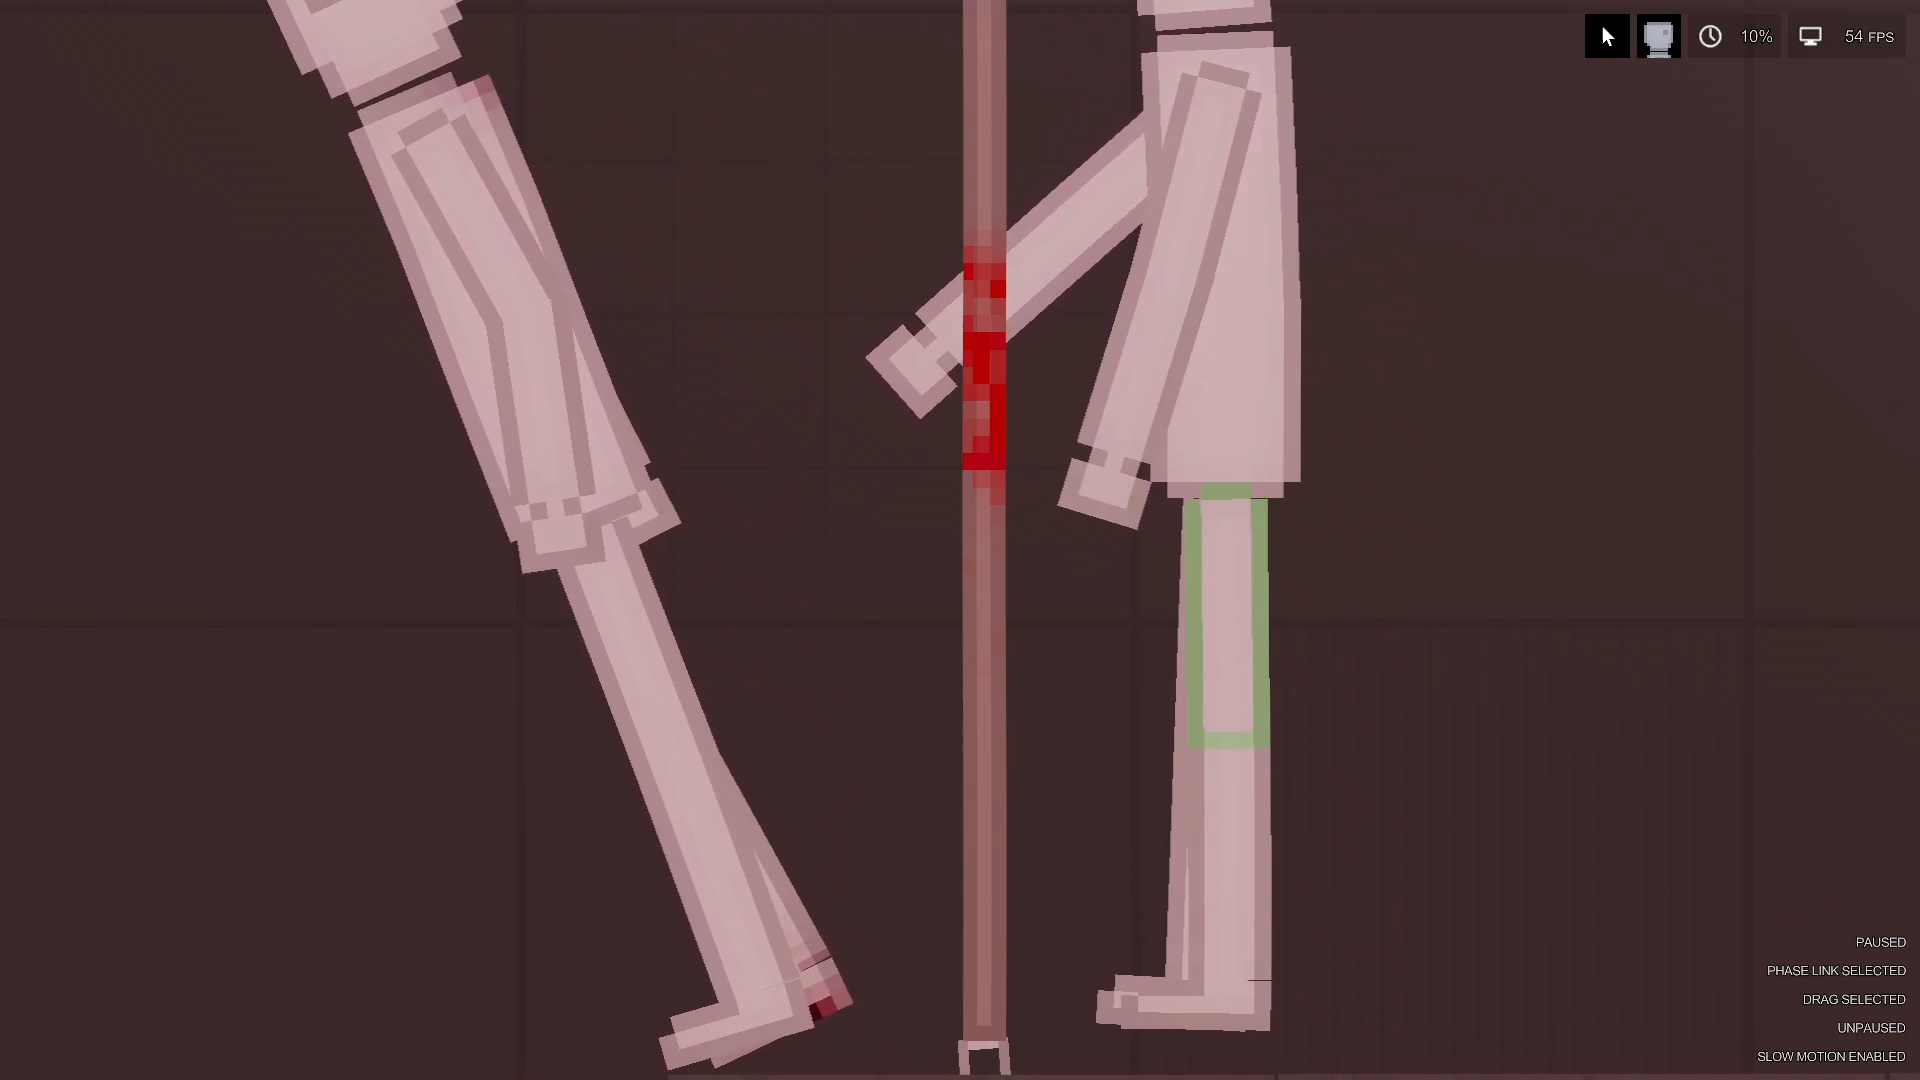 10%
54 FPS
PAUSED
PHASE LINK SELECTED
DRAG SELECTED
UNPAUSED
SLOW MOTION ENABLED